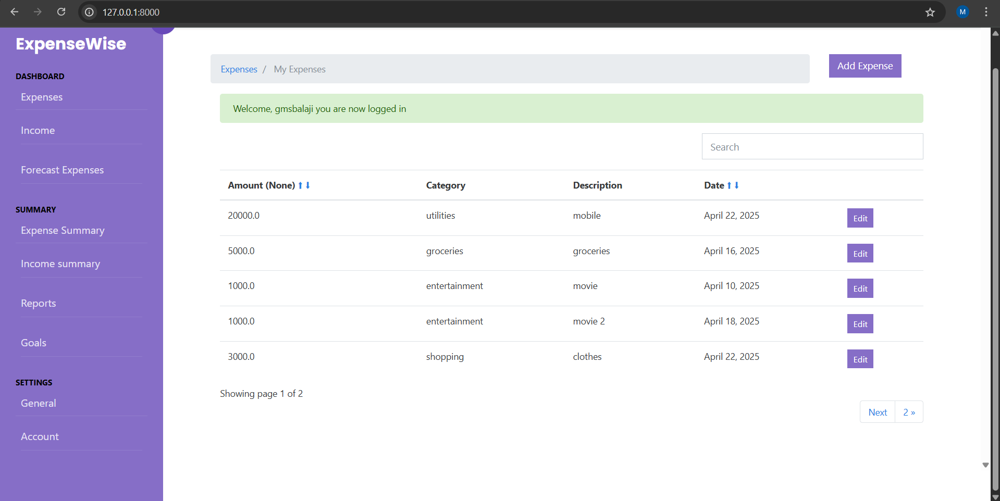 127.0.0.1:8000
M
ExpenseWise
DASHBOARD
Expenses
Income
Forecast Expenses
SUMMARY
Expense Summary
Income summary
Reports
Goals
SETTINGS
General
Account
Expenses / My Expenses
Add Expense
Welcome, gmsbalaji you are now logged in
Search
Amount (None) Category Description Date
20000.0 utilities mobile April 22, 2025 Edit
5000.0 groceries groceries April 16, 2025 Edit
1000.0 entertainment movie April 10, 2025 Edit
1000.0 entertainment movie 2 April 18, 2025 Edit
3000.0 shopping clothes April 22, 2025 Edit
Showing page 1 of 2
Next 2 »